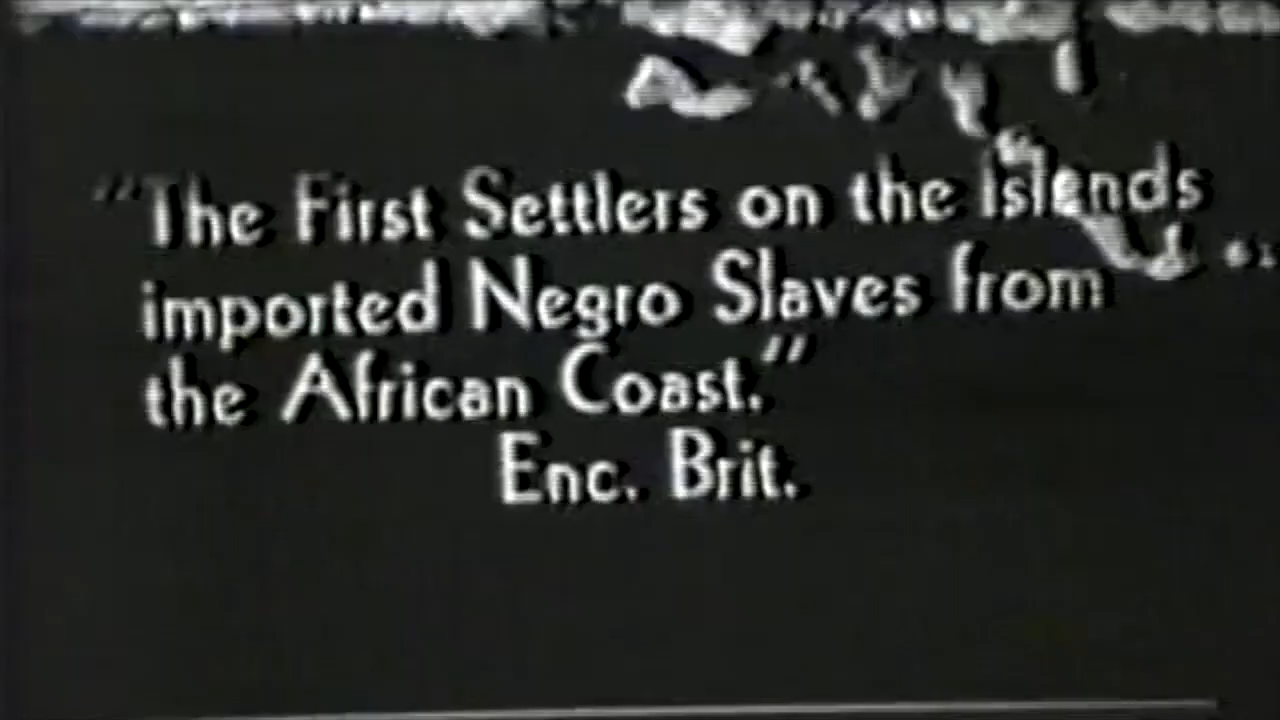 "The First Settlers on the Islands
imported Negro Slaves from
the African Coast."
Enc. Brit.